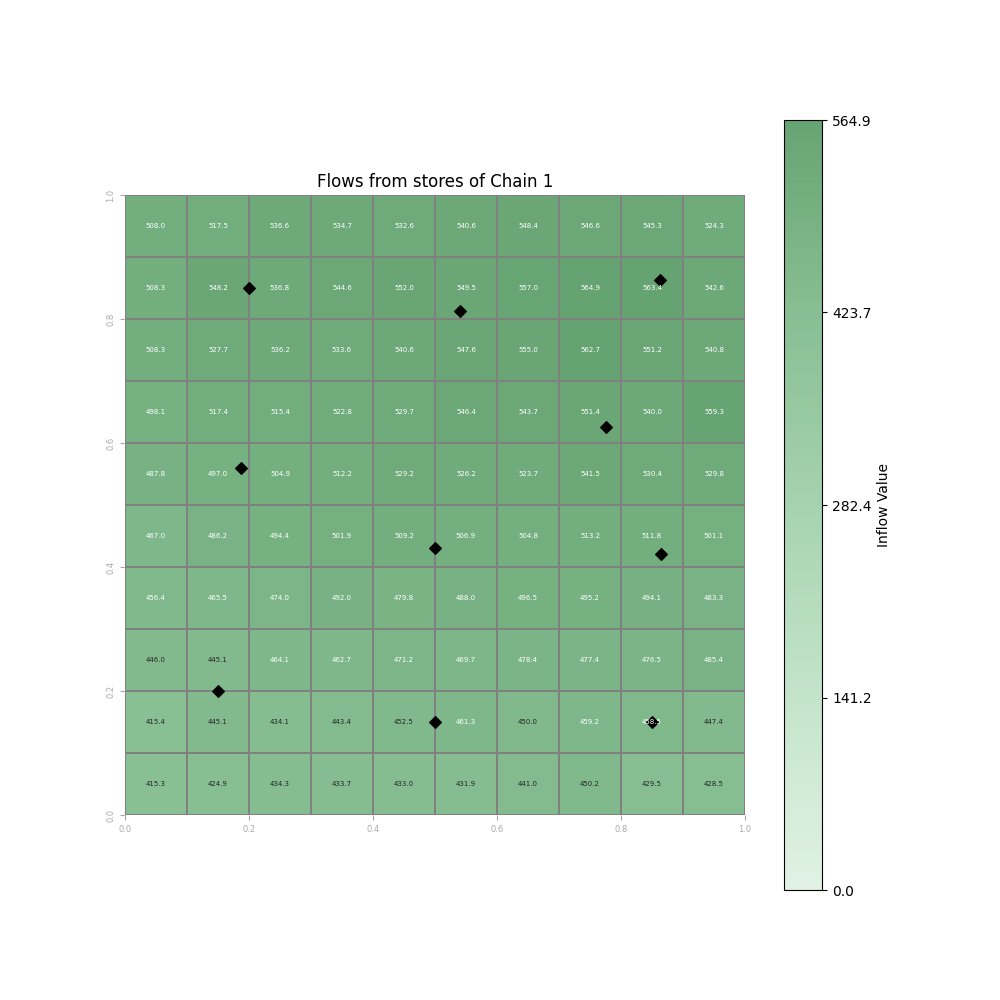 Flows from stores of Chain 1
1.0
508.0 517.5 536.6 534.7 532.6 540.6 548.4 546.6 545.3 524.3
508.3 548.2 536.8 544.6 552.0 549.5 557.0 564.9 563.4 542.6
0.8
508.3 527.7 536.2 533.6 540.6 547.6 555.0 562.7 551.2 540.8
498.1 517.4 515.4 522.8 529.7 546.4 543.7 551.4 540.0 559.3
0.6
487.8 497.0 504.9 512.2 529.2 526.2 523.7 541.5 530.4 529.8
467.0 486.2 494.4 501.9 509.2 506.9 504.8 513.2 511.8 501.1
0.4
456.4 465.5 474.0 492.0 479.8 488.0 496.5 495.2 494.1 483.3
446.0 445.1 464.1 462.7 471.2 469.7 478.4 477.4 476.5 485.4
0.2
415.4 445.1 434.1 443.4 452.5 461.3 450.0 459.2 447.4
415.3 424.9 434.3 433.7 433.0 431.9 441.0 450.2 429.5 428.5
0.0
0.0 0.2 0.4 0.6 0.8 1.0
564.9
423.7
282.4
141.2
0.0
Inflow Value